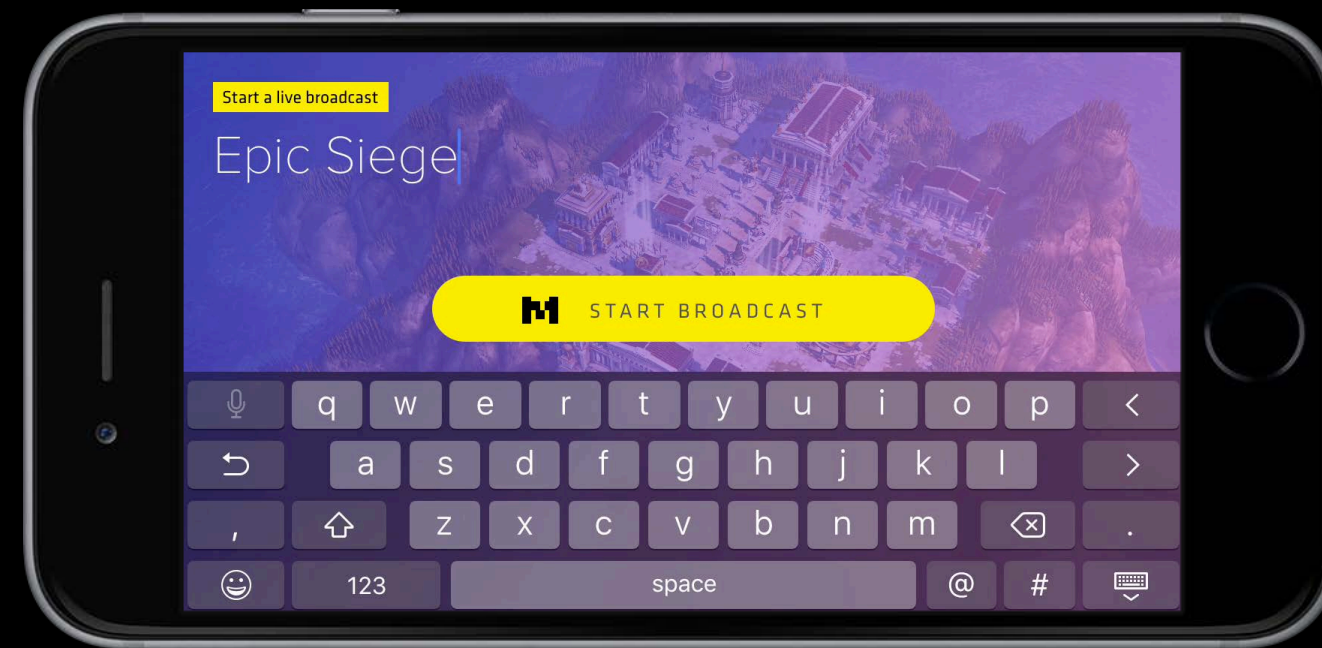 Start a live broadcast
Epic Siege
START BROADCAST
q w e r t y u i o p
a s d f g h j k l
, z x c v b n m .
123 space @ #